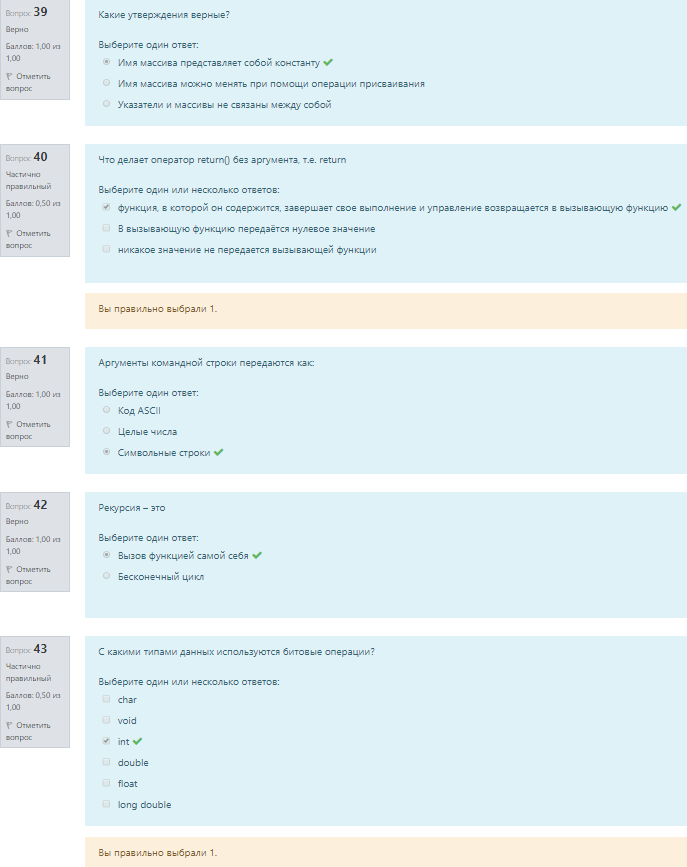 Вопрос 39
Верно
Баллов: 1,00 из
1,00
Отметить
вопрос
Какие утверждения верные?
Выберите один ответ:
Имя массива представляет собой константу
Имя массива можно менять при помощи операции присваивания
Указатели и массивы не связаны между собой
Вопрос 40
Частично
правильный
Баллов: 0,50 из
1,00
Отметить
вопрос
Что делает оператор return() без аргумента, т.е. return
Выберите один или несколько ответов:
функция, в которой он содержится, завершает свое выполнение и управление возвращается в вызывающую функцию
В вызывающую функцию передаётся нулевое значение
никакое значение не передается вызывающей функции
Вы правильно выбрали 1.
Вопрос 41
Верно
Баллов: 1,00 из
1,00
Отметить
вопрос
Аргументы командной строки передаются как:
Выберите один ответ:
Код ASCII
Целые числа
Символьные строки
Вопрос 42
Верно
Баллов: 1,00 из
1,00
Отметить
вопрос
Рекурсия – это
Выберите один ответ:
Вызов функцией самой себя
Бесконечный цикл
Вопрос 43
Частично
правильный
Баллов: 0,50 из
1,00
Отметить
вопрос
С какими типами данных используются битовые операции?
Выберите один или несколько ответов:
char
void
int
double
float
long double
Вы правильно выбрали 1.